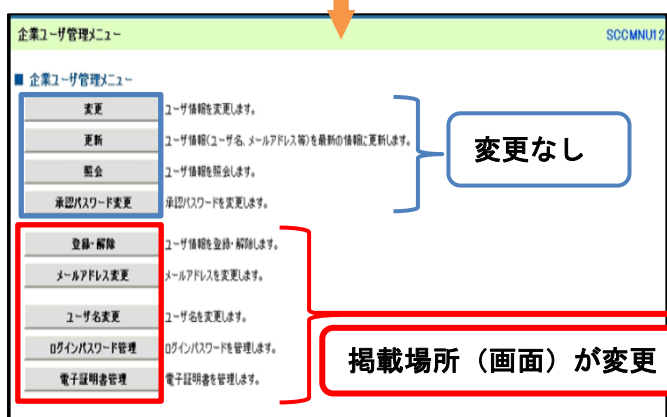 企業ユーザ管理メニュー SCCMNU12
■ 企業ユーザ管理メニュー
変更 ユーザ情報を変更します。
更新 ユーザ情報(ユーザ名、メールアドレス等)を最新の情報に更新します。
照会 ユーザ情報を照会します。
承認パスワード変更 承認パスワードを変更します。
変更なし
登録・解除 ユーザ情報を登録・解除します。
メールアドレス変更 メールアドレスを変更します。
ユーザ名変更 ユーザ名を変更します。
ログインパスワード管理 ログインパスワードを管理します。
電子証明書管理 電子証明書を管理します。
掲載場所（画面）が変更